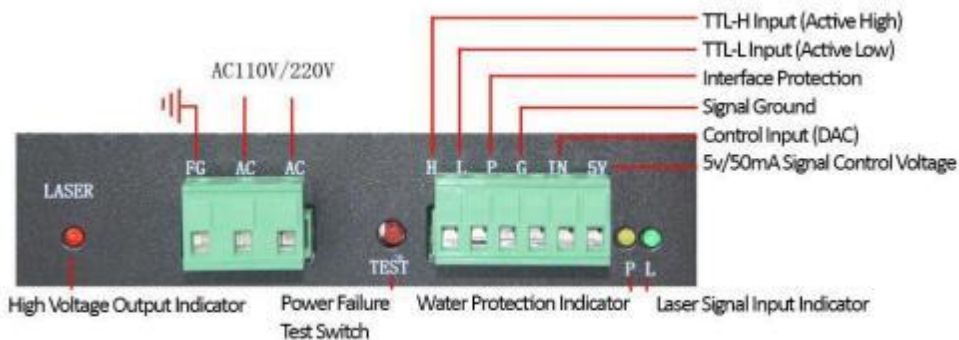 TTL-H Input (Active High)
TTL-L Input (Active Low)
AC110V/220V
Interface Protection
Signal Ground
Control Input (DAC)
5v/50mA Signal Control Voltage
FG AC AC
H L P G IN 5V
LASER
TEST
P L
High Voltage Output Indicator
Power Failure
Test Switch
Water Protection Indicator
Laser Signal Input Indicator